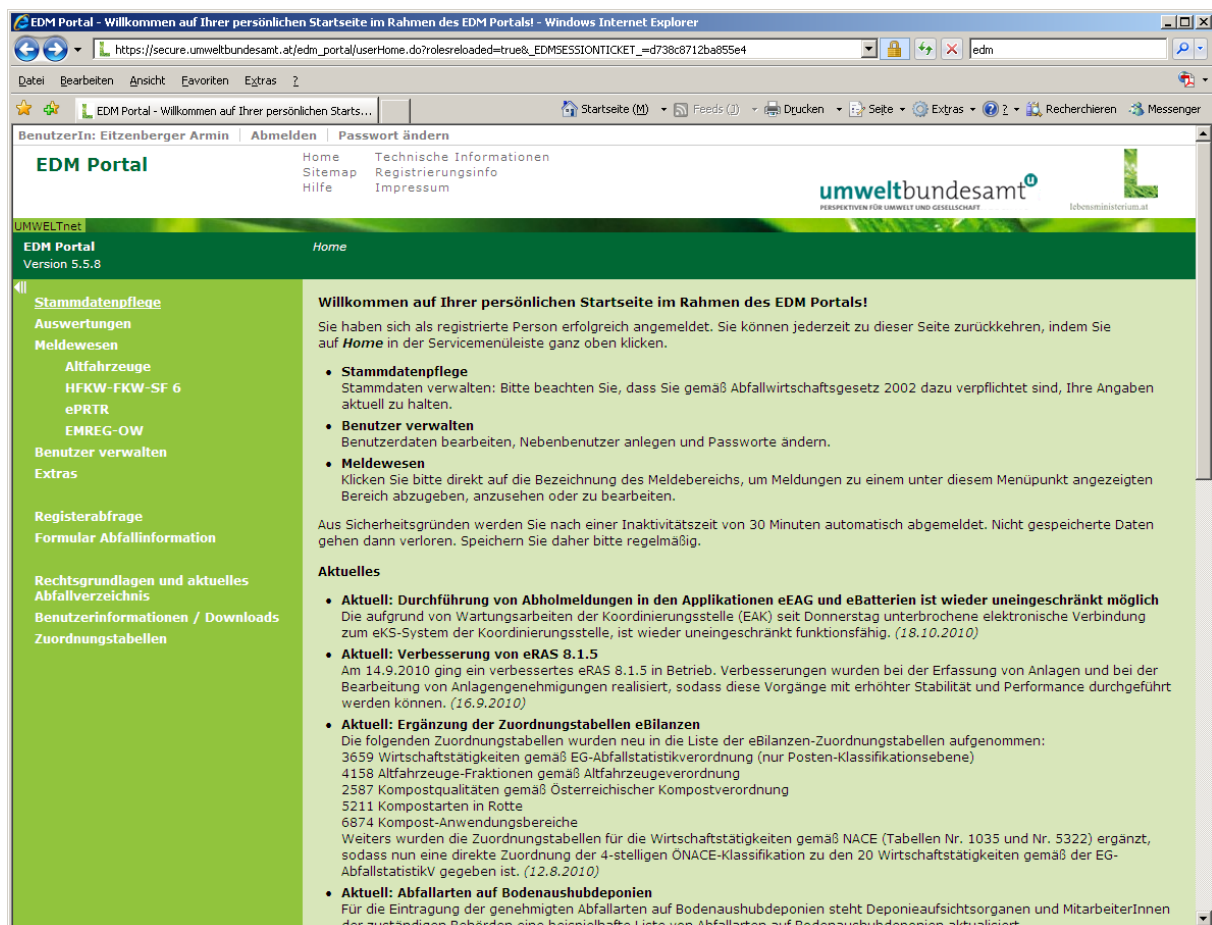 EDM Portal - Willkommen auf Ihrer persönlichen Startseite im Rahmen des EDM Portals! - Windows Internet Explorer
https://secure.umweltbundesamt.at/edm_portal/userHome.do?rolesreloaded=true&_EDMSESSIONTICKET_=d738c8712ba855e4
edm
Datei Bearbeiten Ansicht Favoriten Extras ?
EDM Portal - Willkommen auf Ihrer persönlichen Starts...
Startseite (M) Feeds (J) Drucken Seite Extras ? Recherchieren Messenger
BenutzerIn: Eitzenberger Armin | Abmelden | Passwort ändern
EDM Portal
Home Technische Informationen
Sitemap Registrierungsinfo
Hilfe Impressum
umweltbundesamt
PERSPEKTIVEN FÜR UMWELT UND GESELLSCHAFT
lebensministerium.at
UMWELTnet
EDM Portal
Version 5.5.8
Home
Stammdatenpflege
Auswertungen
Meldewesen
Altfahrzeuge
HFKW-FKW-SF 6
ePRTR
EMREG-OW
Benutzer verwalten
Extras
Registerabfrage
Formular Abfallinformation
Rechtsgrundlagen und aktuelles
Abfallverzeichnis
Benutzerinformationen / Downloads
Zuordnungstabellen
Willkommen auf Ihrer persönlichen Startseite im Rahmen des EDM Portals!
Sie haben sich als registrierte Person erfolgreich angemeldet. Sie können jederzeit zu dieser Seite zurückkehren, indem Sie
auf Home in der Servicemenüleiste ganz oben klicken.
• Stammdatenpflege
Stammdaten verwalten: Bitte beachten Sie, dass Sie gemäß Abfallwirtschaftsgesetz 2002 dazu verpflichtet sind, Ihre Angaben
aktuell zu halten.
• Benutzer verwalten
Benutzerdaten bearbeiten, Nebenbenutzer anlegen und Passworte ändern.
• Meldewesen
Klicken Sie bitte direkt auf die Bezeichnung des Meldebereichs, um Meldungen zu einem unter diesem Menüpunkt angezeigten
Bereich abzugeben, anzusehen oder zu bearbeiten.
Aus Sicherheitsgründen werden Sie nach einer Inaktivitätszeit von 30 Minuten automatisch abgemeldet. Nicht gespeicherte Daten
gehen dann verloren. Speichern Sie daher bitte regelmäßig.
Aktuelles
• Aktuell: Durchführung von Abholmeldungen in den Applikationen eEAG und eBatterien ist wieder uneingeschränkt möglich
Die aufgrund von Wartungsarbeiten der Koordinierungsstelle (EAK) seit Donnerstag unterbrochene elektronische Verbindung
zum eKS-System der Koordinierungsstelle, ist wieder uneingeschränkt funktionsfähig. (18.10.2010)
• Aktuell: Verbesserung von eRAS 8.1.5
Am 14.9.2010 ging ein verbessertes eRAS 8.1.5 in Betrieb. Verbesserungen wurden bei der Erfassung von Anlagen und bei der
Bearbeitung von Anlagengenehmigungen realisiert, sodass diese Vorgänge mit erhöhter Stabilität und Performance durchgeführt
werden können. (16.9.2010)
• Aktuell: Ergänzung der Zuordnungstabellen eBilanzen
Die folgenden Zuordnungstabellen wurden neu in die Liste der eBilanzen-Zuordnungstabellen aufgenommen:
3659 Wirtschaftstätigkeiten gemäß EG-Abfallstatistikverordnung (nur Posten-Klassifikationsebene)
4158 Altfahrzeuge-Fraktionen gemäß Altfahrzeugeverordnung
2587 Kompostqualitäten gemäß Österreichischer Kompostverordnung
5211 Kompostarten in Rotte
6874 Kompost-Anwendungsbereiche
Weiters wurden die Zuordnungstabellen für die Wirtschaftstätigkeiten gemäß NACE (Tabellen Nr. 1035 und Nr. 5322) ergänzt,
sodass nun eine direkte Zuordnung der 4-stelligen ÖNACE-Klassifikation zu den 20 Wirtschaftstätigkeiten gemäß der EG-
AbfallstatistikV gegeben ist. (12.8.2010)
• Aktuell: Abfallarten auf Bodenaushubdeponien
Für die Eintragung der genehmigten Abfallarten auf Bodenaushubdeponien steht Deponieaufsichtsorganen und MitarbeiterInnen
der zuständigen Behörden eine beispielhafte Liste von Abfallarten auf Bodenaushubdeponien aktualisiert